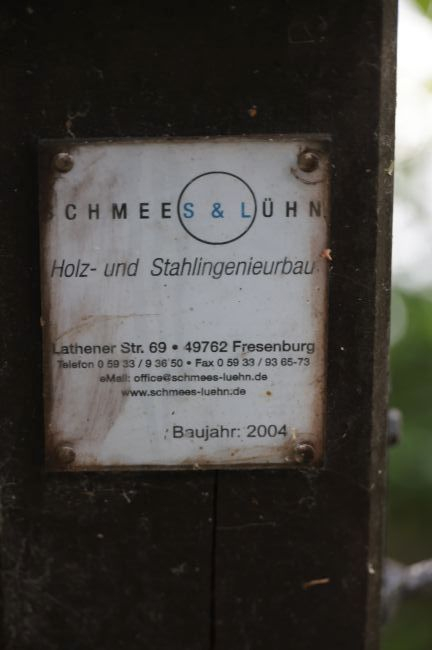 SCHMEES & LÜHN
Holz- und Stahlingenieurbau
Lathener Str. 69 • 49762 Fresenburg
Telefon 0 59 33 / 9 36 50 • Fax 0 59 33 / 93 65-73
eMail: office@schmees-luehn.de
www.schmees-luehn.de
Baujahr: 2004